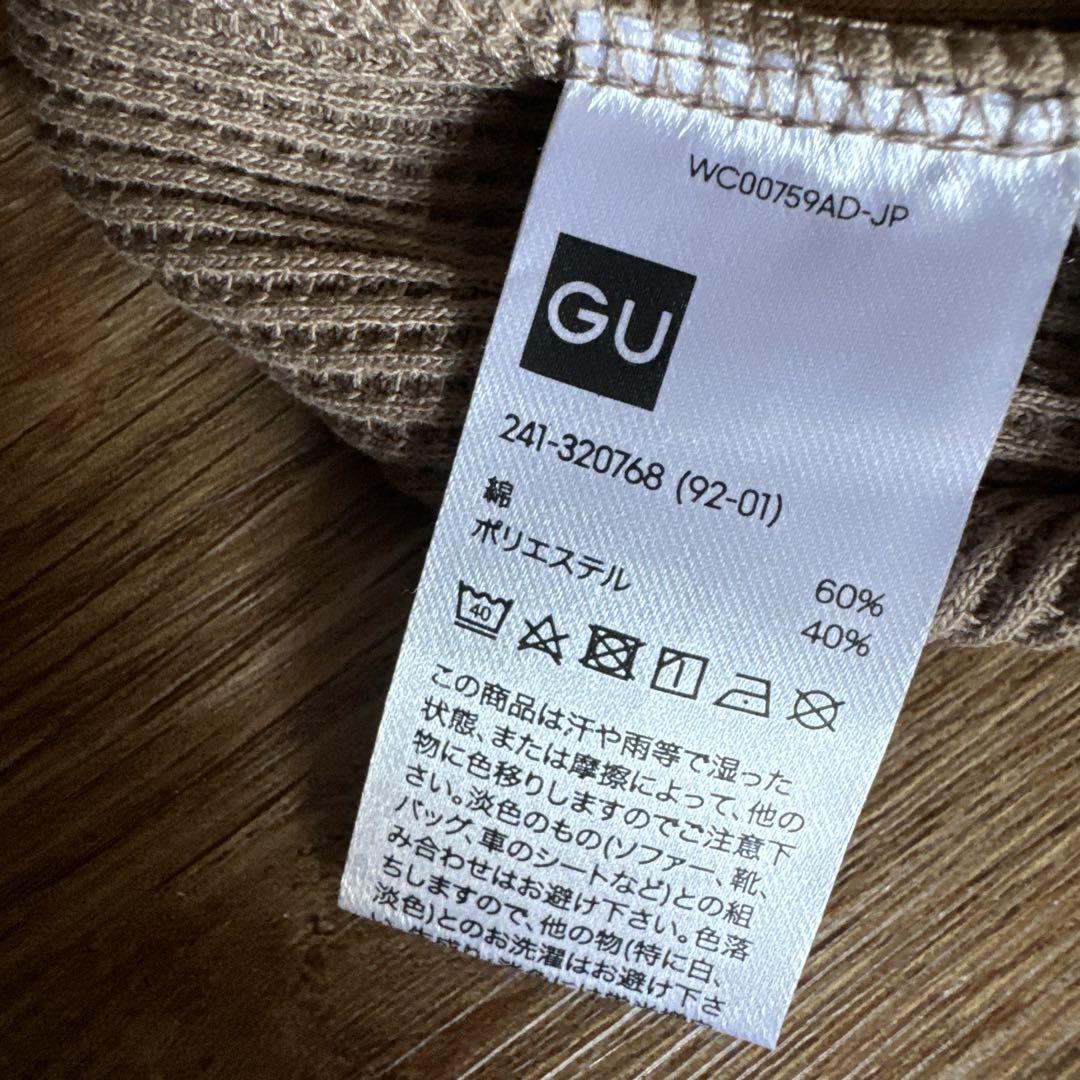 WC00759AD-JP
GU
241-320768 (92-01)
綿 60%
ポリエステル 40%
40
この商品は汗や雨等で湿った
状態、または摩擦によって、他の
物に色移りしますのでご注意下
さい。淡色のもの(ソファー、靴、
バッグ、車のシートなど)との組
み合わせはお避け下さい。色落
ちしますので、他の物(特に白、
淡色)とのお洗濯はお避け下さ